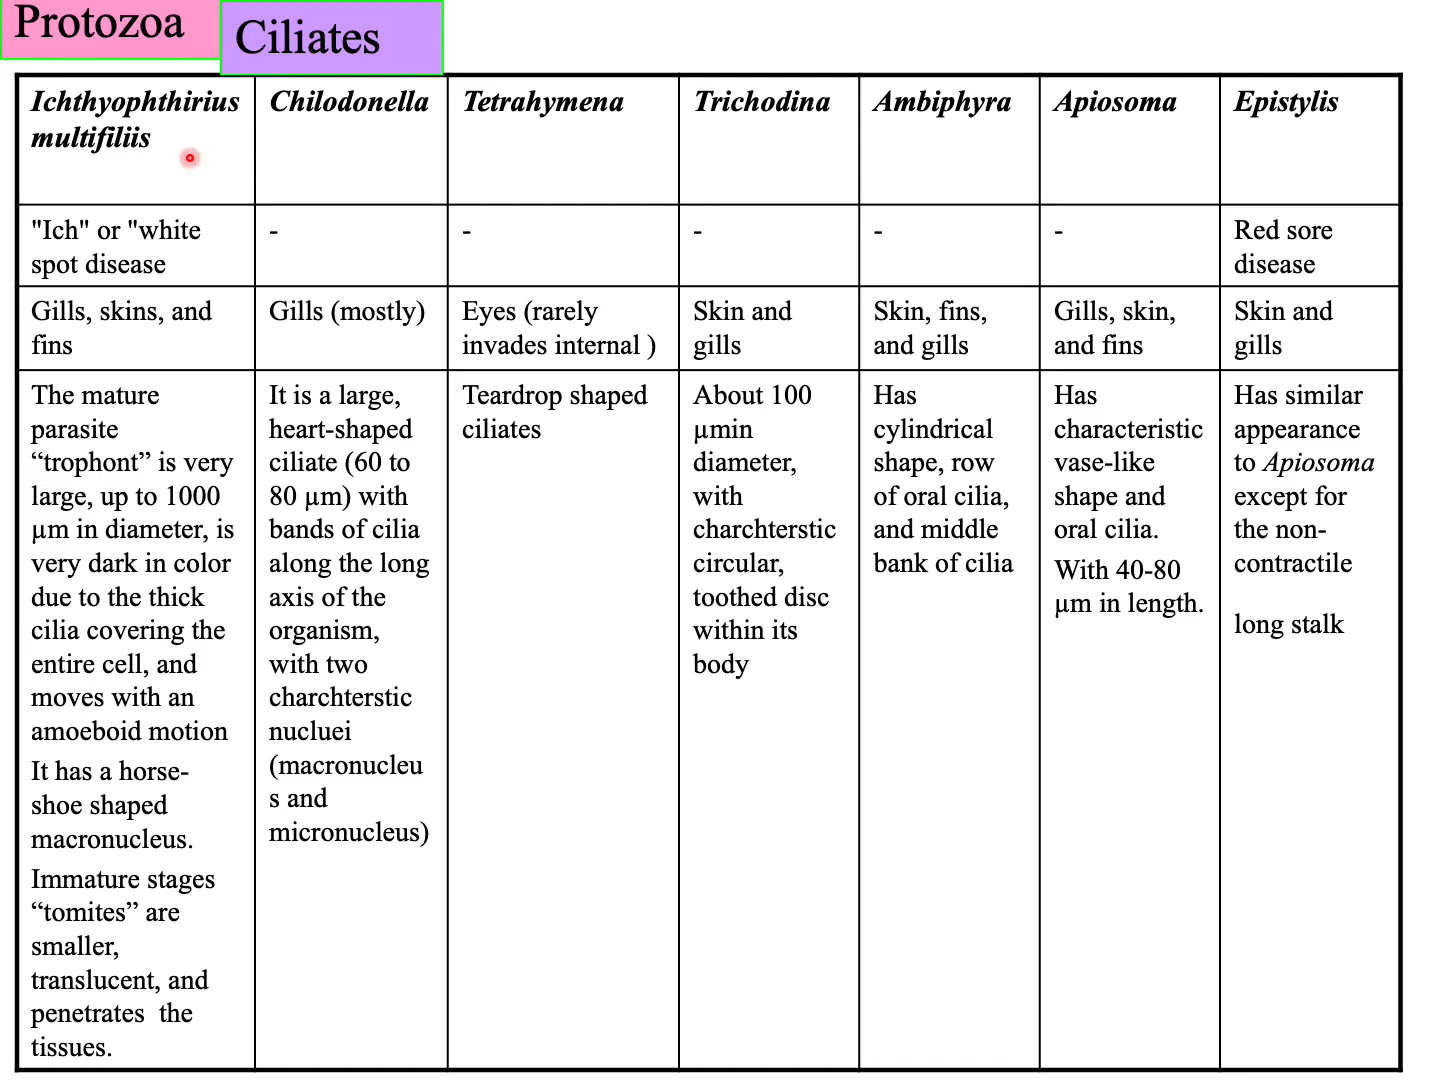 Protozoa
Ciliates
Ichthyophthirius
multifiliis
Chilodonella
Tetrahymena
Trichodina
Ambiphyra
Apiosoma
Epistylis
"Ich" or "white
spot disease
-
-
-
-
-
Red sore
disease
Gills, skins, and
fins
Gills (mostly)
Eyes (rarely
invades internal )
Skin and
gills
Skin, fins,
and gills
Gills, skin,
and fins
Skin and
gills
The mature
parasite
“trophont” is very
large, up to 1000
µm in diameter, is
very dark in color
due to the thick
cilia covering the
entire cell, and
moves with an
amoeboid motion
It has a horse-
shoe shaped
macronucleus.
Immature stages
“tomites” are
smaller,
translucent, and
penetrates the
tissues.
It is a large,
heart-shaped
ciliate (60 to
80 µm) with
bands of cilia
along the long
axis of the
organism,
with two
charchterstic
nucluei
(macronucleu
s and
micronucleus)
Teardrop shaped
ciliates
About 100
µmin
diameter,
with
charchterstic
circular,
toothed disc
within its
body
Has
cylindrical
shape, row
of oral cilia,
and middle
bank of cilia
Has
characteristic
vase-like
shape and
oral cilia.
With 40-80
µm in length.
Has similar
appearance
to Apiosoma
except for
the non-
contractile
long stalk